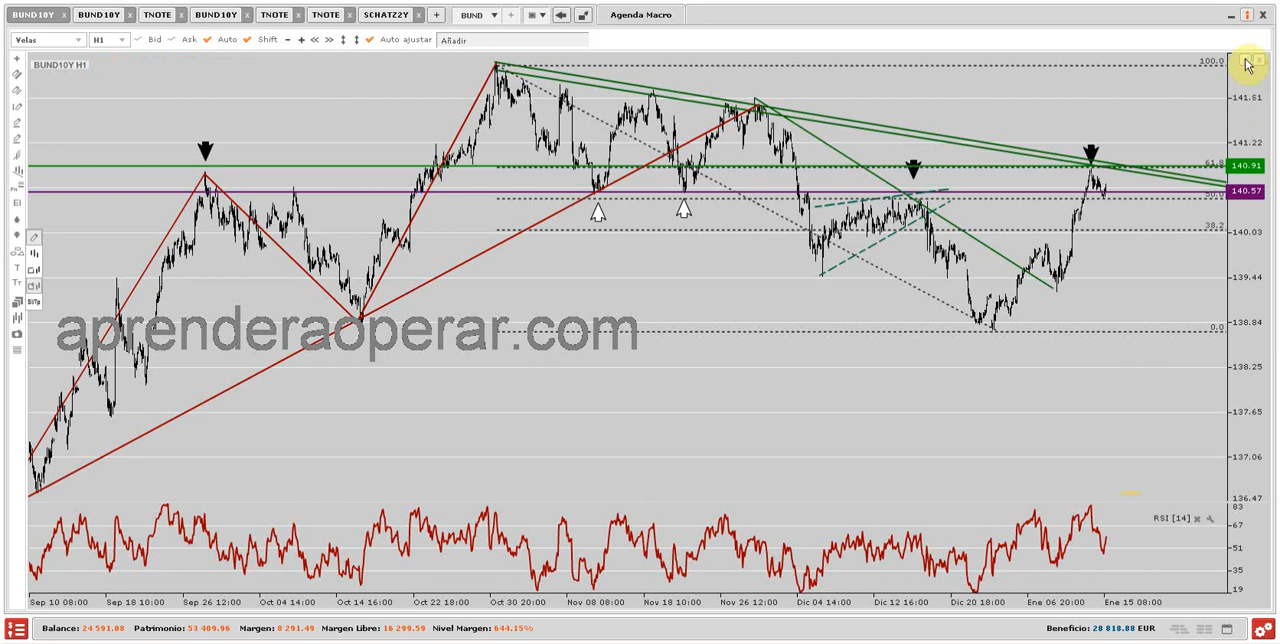 BUND10Y x BUND10Y x TNOTE x BUND10Y x TNOTE x TNOTE x SCHATZ2Y x + BUND ▼ + ▼ Agenda Macro
Velas H1 Bid Ask Auto Shift - + << >> Auto ajustar Añadir
BUND10Y H1
100.0
141.61
141.22
61.8 140.91
140.57
50.0
38.2 140.03
139.44
138.84
0.0
aprenderaoperar.com
138.25
137.65
137.06
136.47
RSI [14]
83
67
51
35
19
Sep 10 08:00 Sep 18 10:00 Sep 26 12:00 Oct 04 14:00 Oct 14 16:00 Oct 22 18:00 Oct 30 20:00 Nov 08 08:00 Nov 18 10:00 Nov 26 12:00 Dic 04 14:00 Dic 12 16:00 Dic 20 18:00 Ene 06 20:00 Ene 15 08:00
Balance: 24 591.08 Patrimonio: 53 409.96 Margen: 8 291.49 Margen Libre: 16 299.59 Nivel Margen: 644.15% Beneficio: 28 818.88 EUR